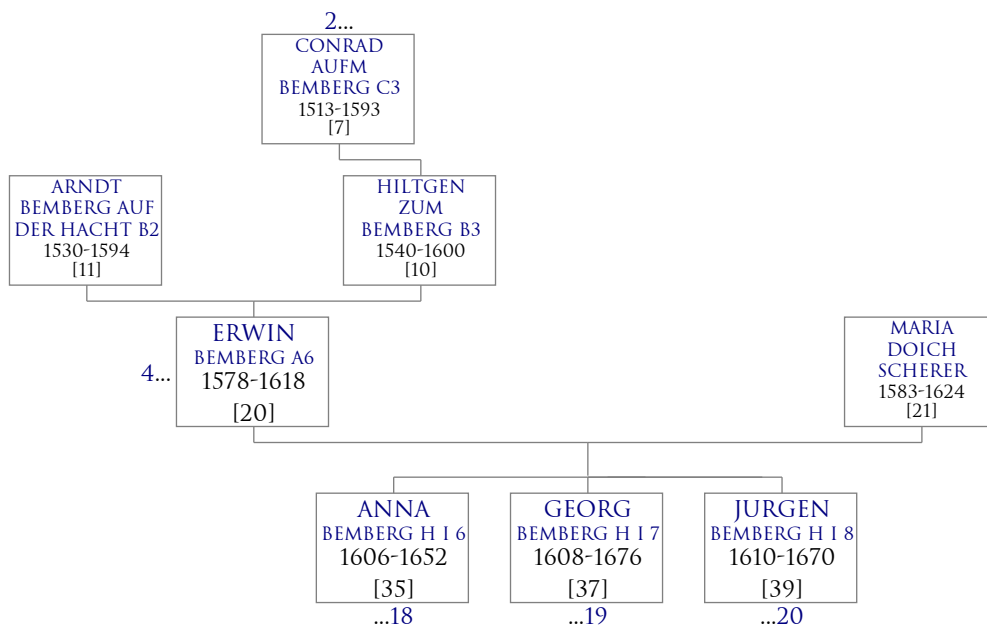 2...
CONRAD
AUFM
BEMBERG C3
1513-1593
[7]
ARNDT
BEMBERG AUF
DER HACHT B2
1530-1594
[11]
HILTGEN
ZUM
BEMBERG B3
1540-1600
[10]
4...
ERWIN
BEMBERG A6
1578-1618
[20]
MARIA
DOICH
SCHERER
1583-1624
[21]
ANNA
BEMBERG H I 6
1606-1652
[35]
...18
GEORG
BEMBERG H I 7
1608-1676
[37]
...19
JURGEN
BEMBERG H I 8
1610-1670
[39]
...20